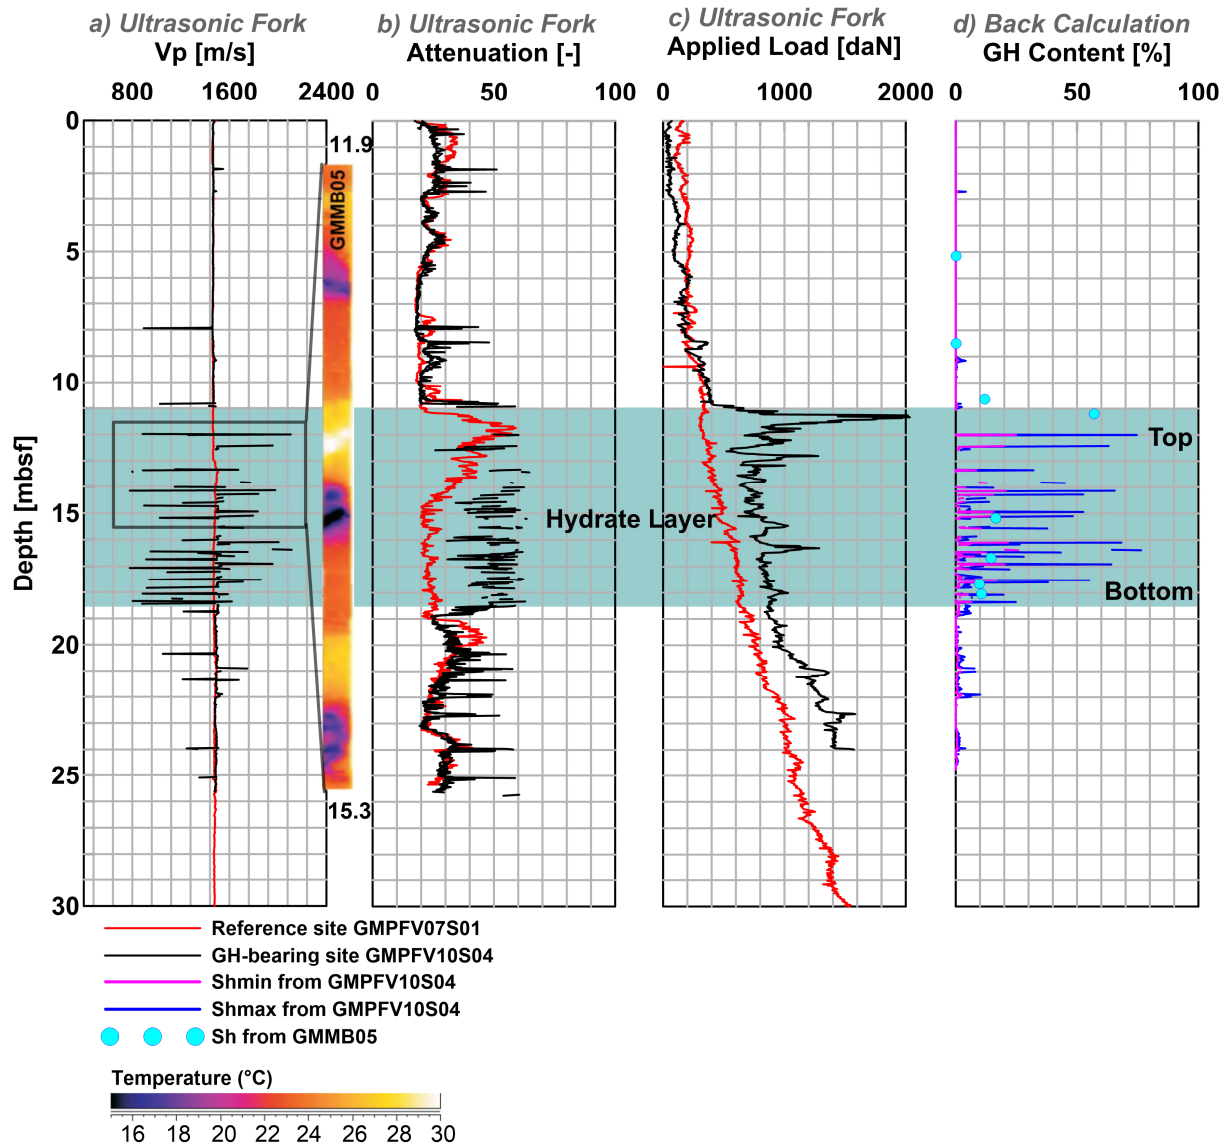 a) Ultrasonic Fork b) Ultrasonic Fork c) Ultrasonic Fork d) Back Calculation
Vp [m/s] Attenuation [-] Applied Load [daN] GH Content [%]
800 1600 2400 0 50 100 0 1000 2000 0 50 100
0
11.9
GMMB05
5
10
Top
15
Hydrate Layer
Depth [mbsf]
Bottom
20
25
15.3
30
Reference site GMPFV07S01
GH-bearing site GMPFV10S04
Shmin from GMPFV10S04
Shmax from GMPFV10S04
Sh from GMMB05
Temperature (°C)
16 18 20 22 24 26 28 30